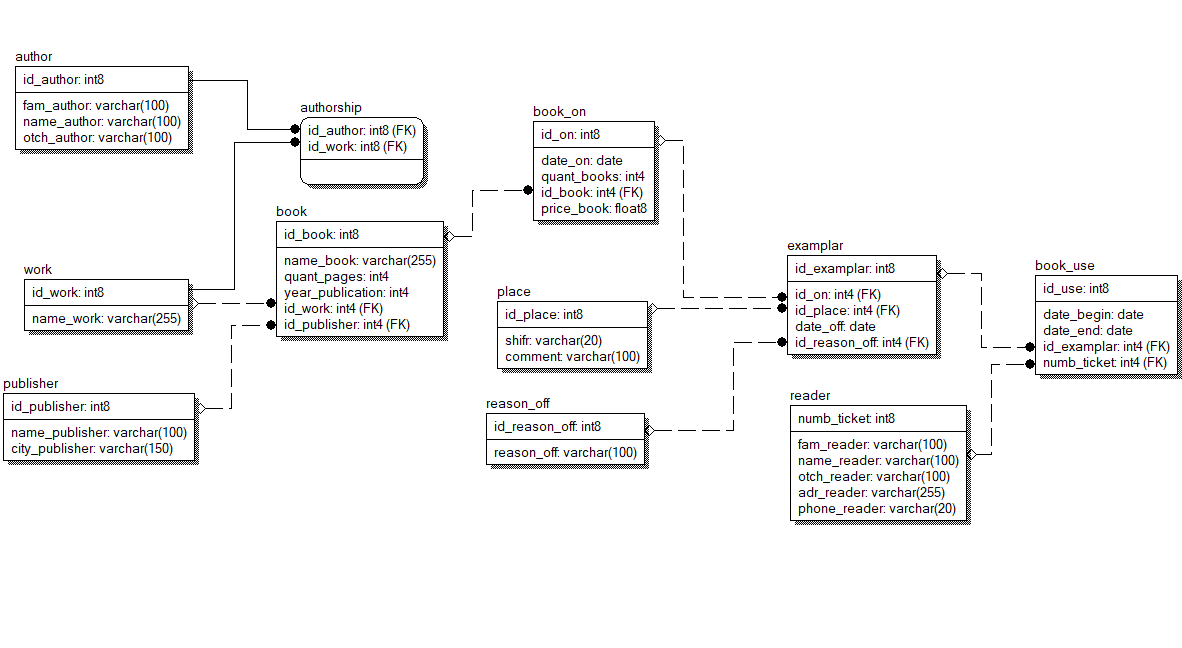 author
id_author: int8
fam_author: varchar(100)
name_author: varchar(100)
otch_author: varchar(100)
authorship
id_author: int8 (FK)
id_work: int8 (FK)
book_on
id_on: int8
date_on: date
quant_books: int4
id_book: int4 (FK)
price_book: float8
book
id_book: int8
name_book: varchar(255)
quant_pages: int4
year_publication: int4
id_work: int4 (FK)
id_publisher: int4 (FK)
work
id_work: int8
name_work: varchar(255)
publisher
id_publisher: int8
name_publisher: varchar(100)
city_publisher: varchar(150)
place
id_place: int8
shifr: varchar(20)
comment: varchar(100)
reason_off
id_reason_off: int8
reason_off: varchar(100)
examplar
id_examplar: int8
id_on: int4 (FK)
id_place: int4 (FK)
date_off: date
id_reason_off: int4 (FK)
reader
numb_ticket: int8
fam_reader: varchar(100)
name_reader: varchar(100)
otch_reader: varchar(100)
adr_reader: varchar(255)
phone_reader: varchar(20)
book_use
id_use: int8
date_begin: date
date_end: date
id_examplar: int4 (FK)
numb_ticket: int4 (FK)